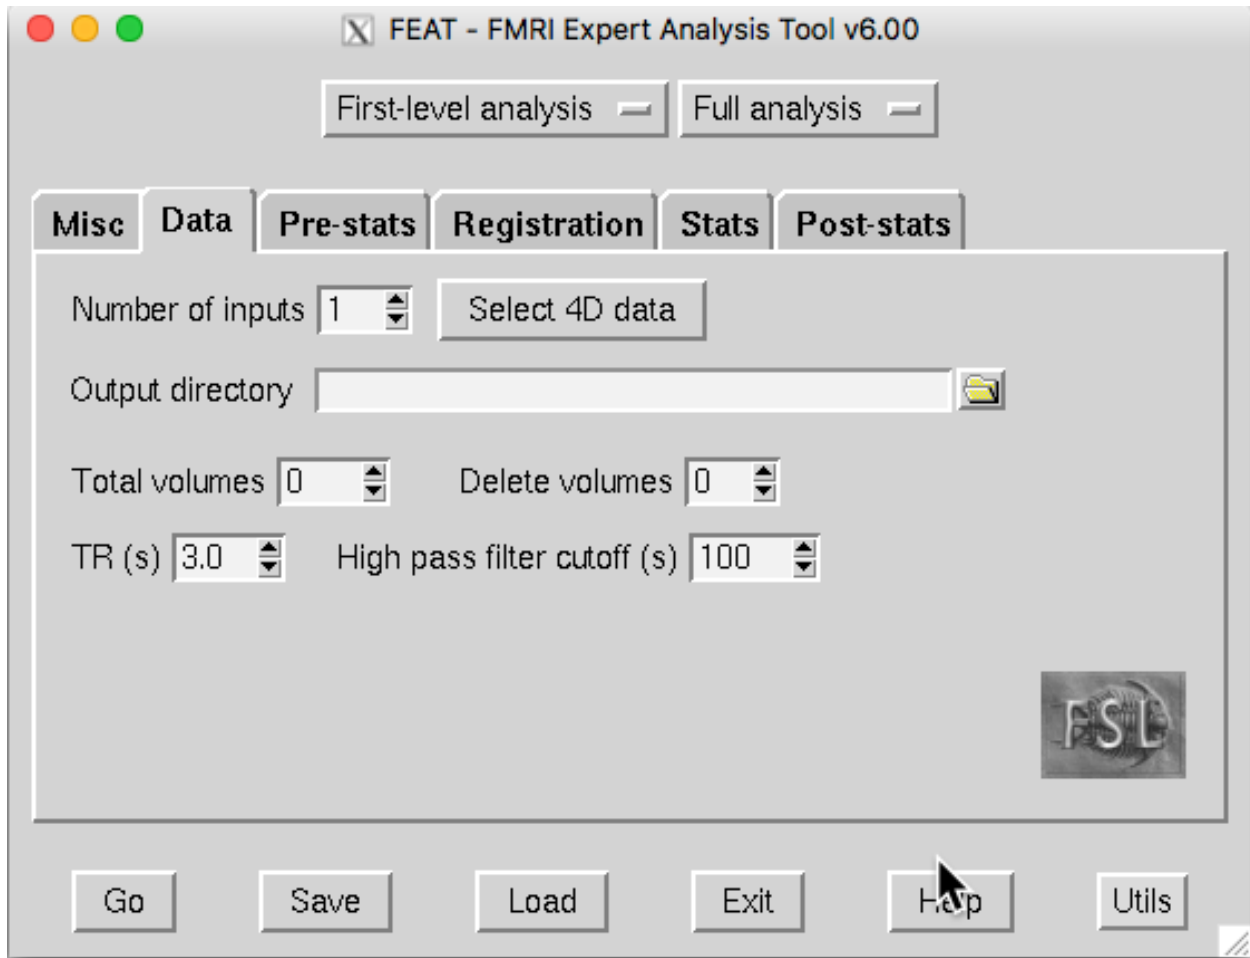 FEAT - FMRI Expert Analysis Tool v6.00
First-level analysis Full analysis
Misc Data Pre-stats Registration Stats Post-stats
Number of inputs 1 Select 4D data
Output directory
Total volumes 0 Delete volumes 0
TR (s) 3.0 High pass filter cutoff (s) 100
FSL
Go Save Load Exit Help Utils